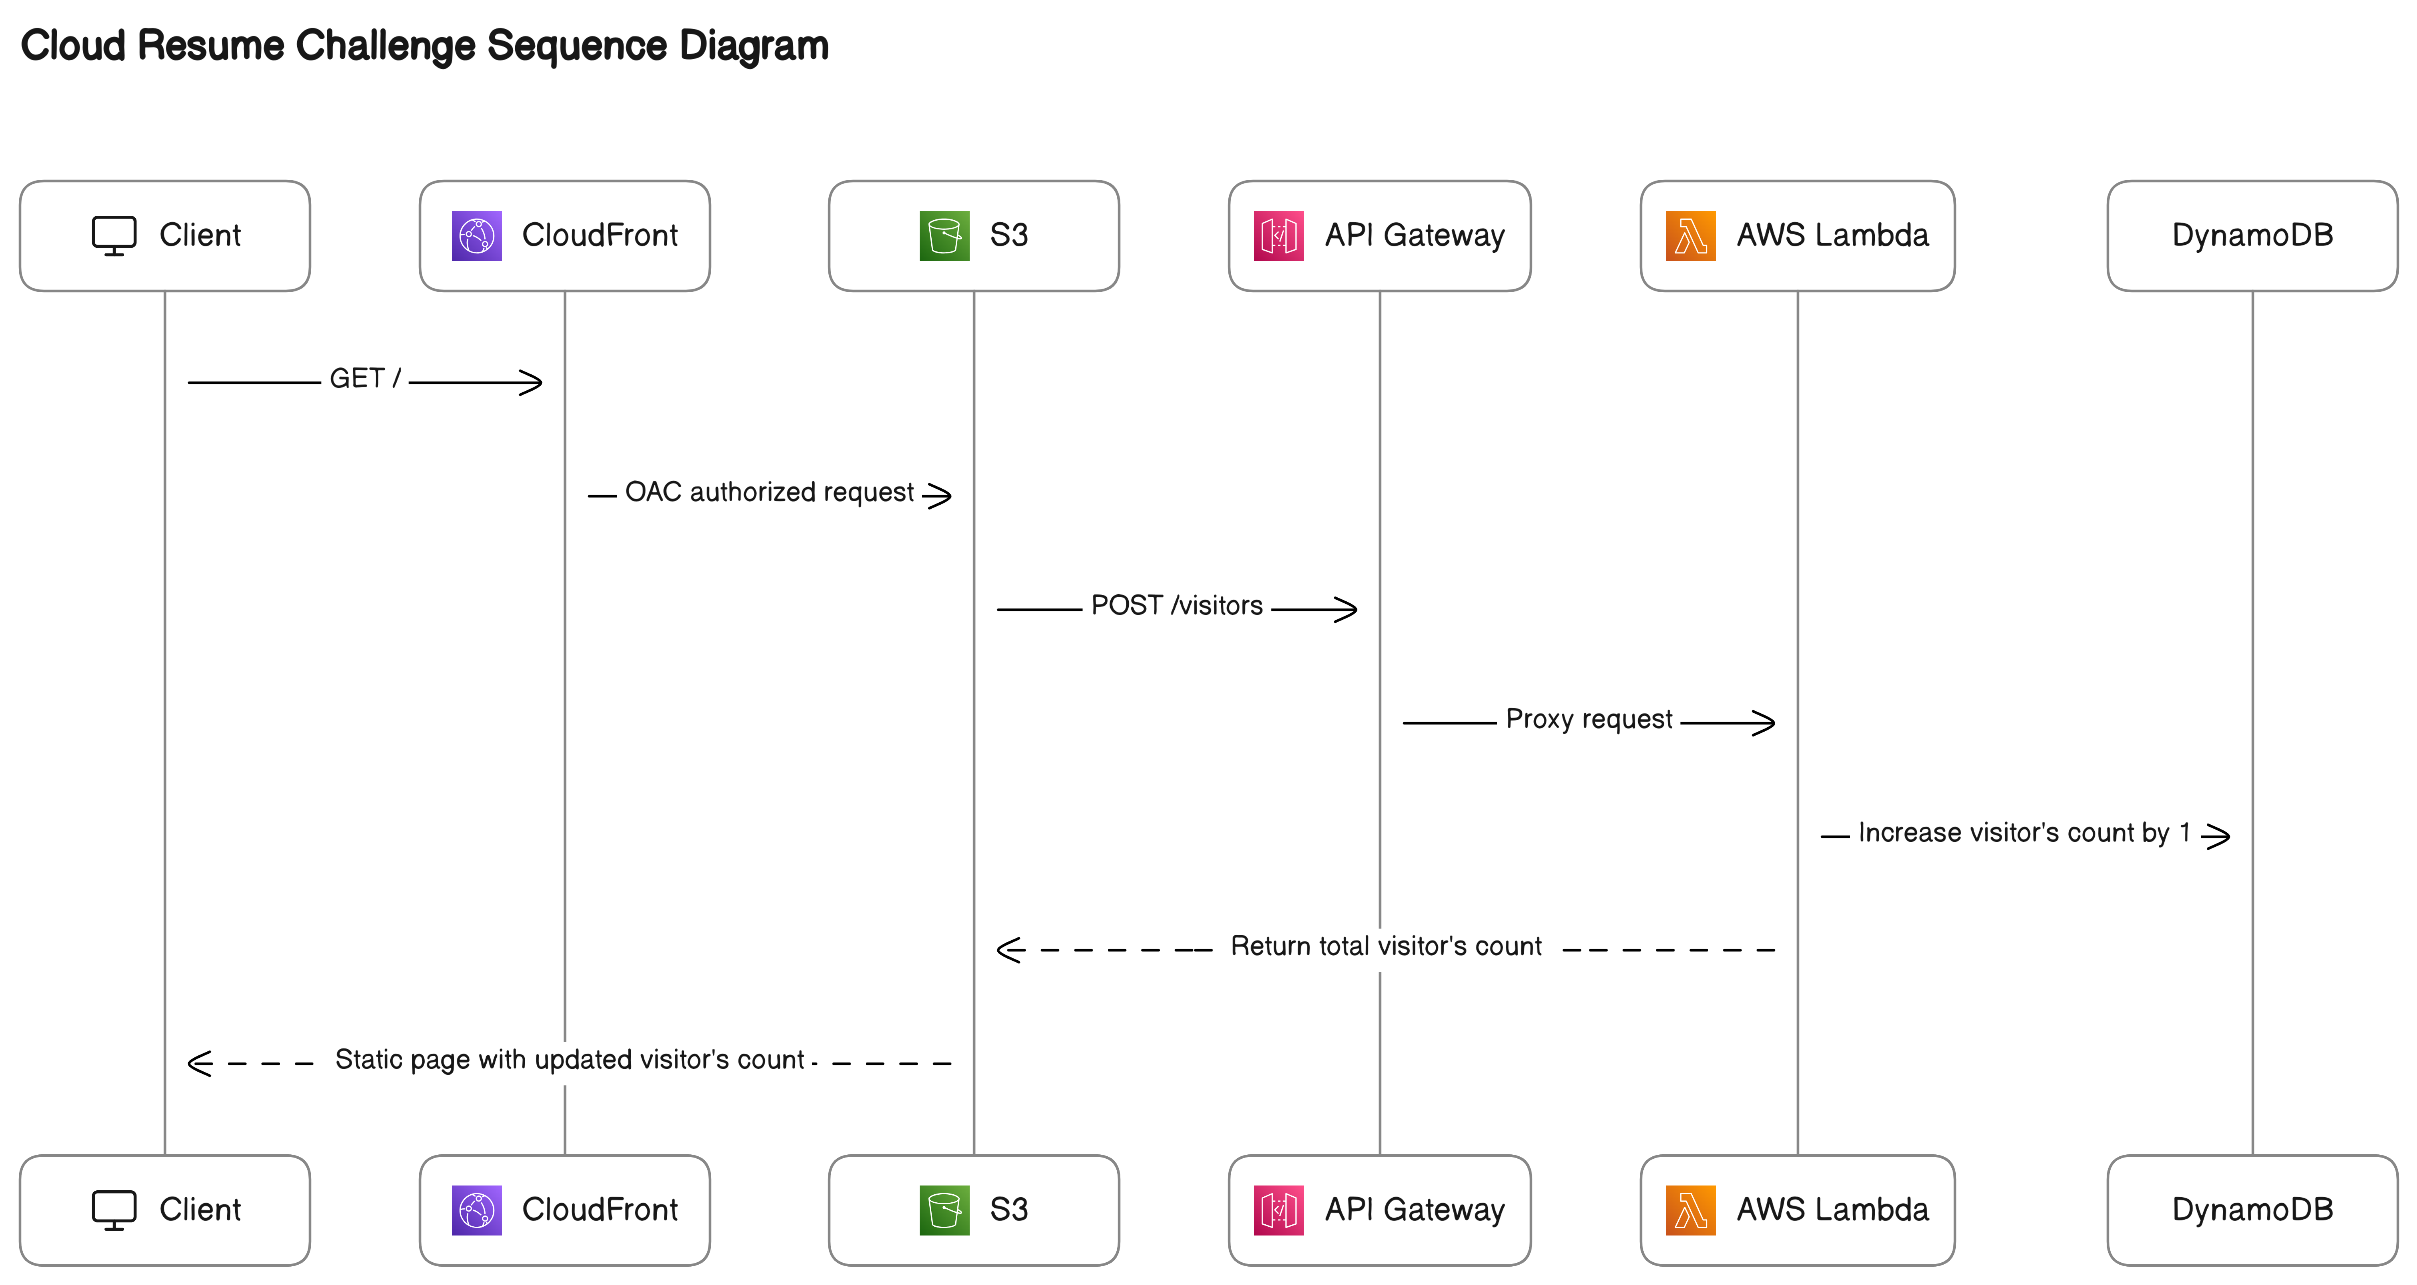 Cloud Resume Challenge Sequence Diagram
Client
CloudFront
S3
API Gateway
AWS Lambda
DynamoDB
GET /
OAC authorized request
POST /visitors
Proxy request
Increase visitor's count by 1
Return total visitor's count
Static page with updated visitor's count
Client
CloudFront
S3
API Gateway
AWS Lambda
DynamoDB